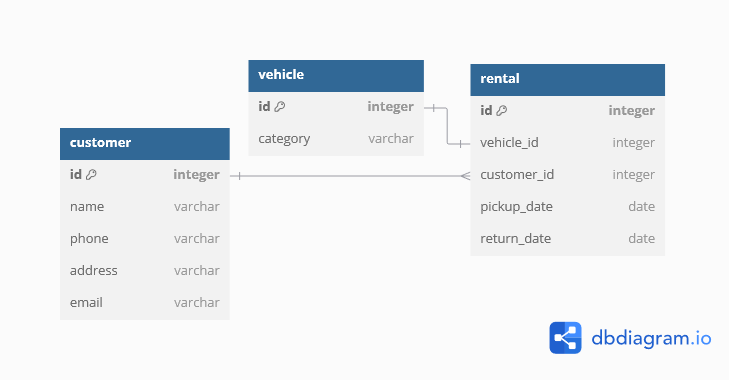 vehicle
id integer
category varchar
rental
id integer
vehicle_id integer
customer_id integer
pickup_date date
return_date date
customer
id integer
name varchar
phone varchar
address varchar
email varchar
dbdiagram.io